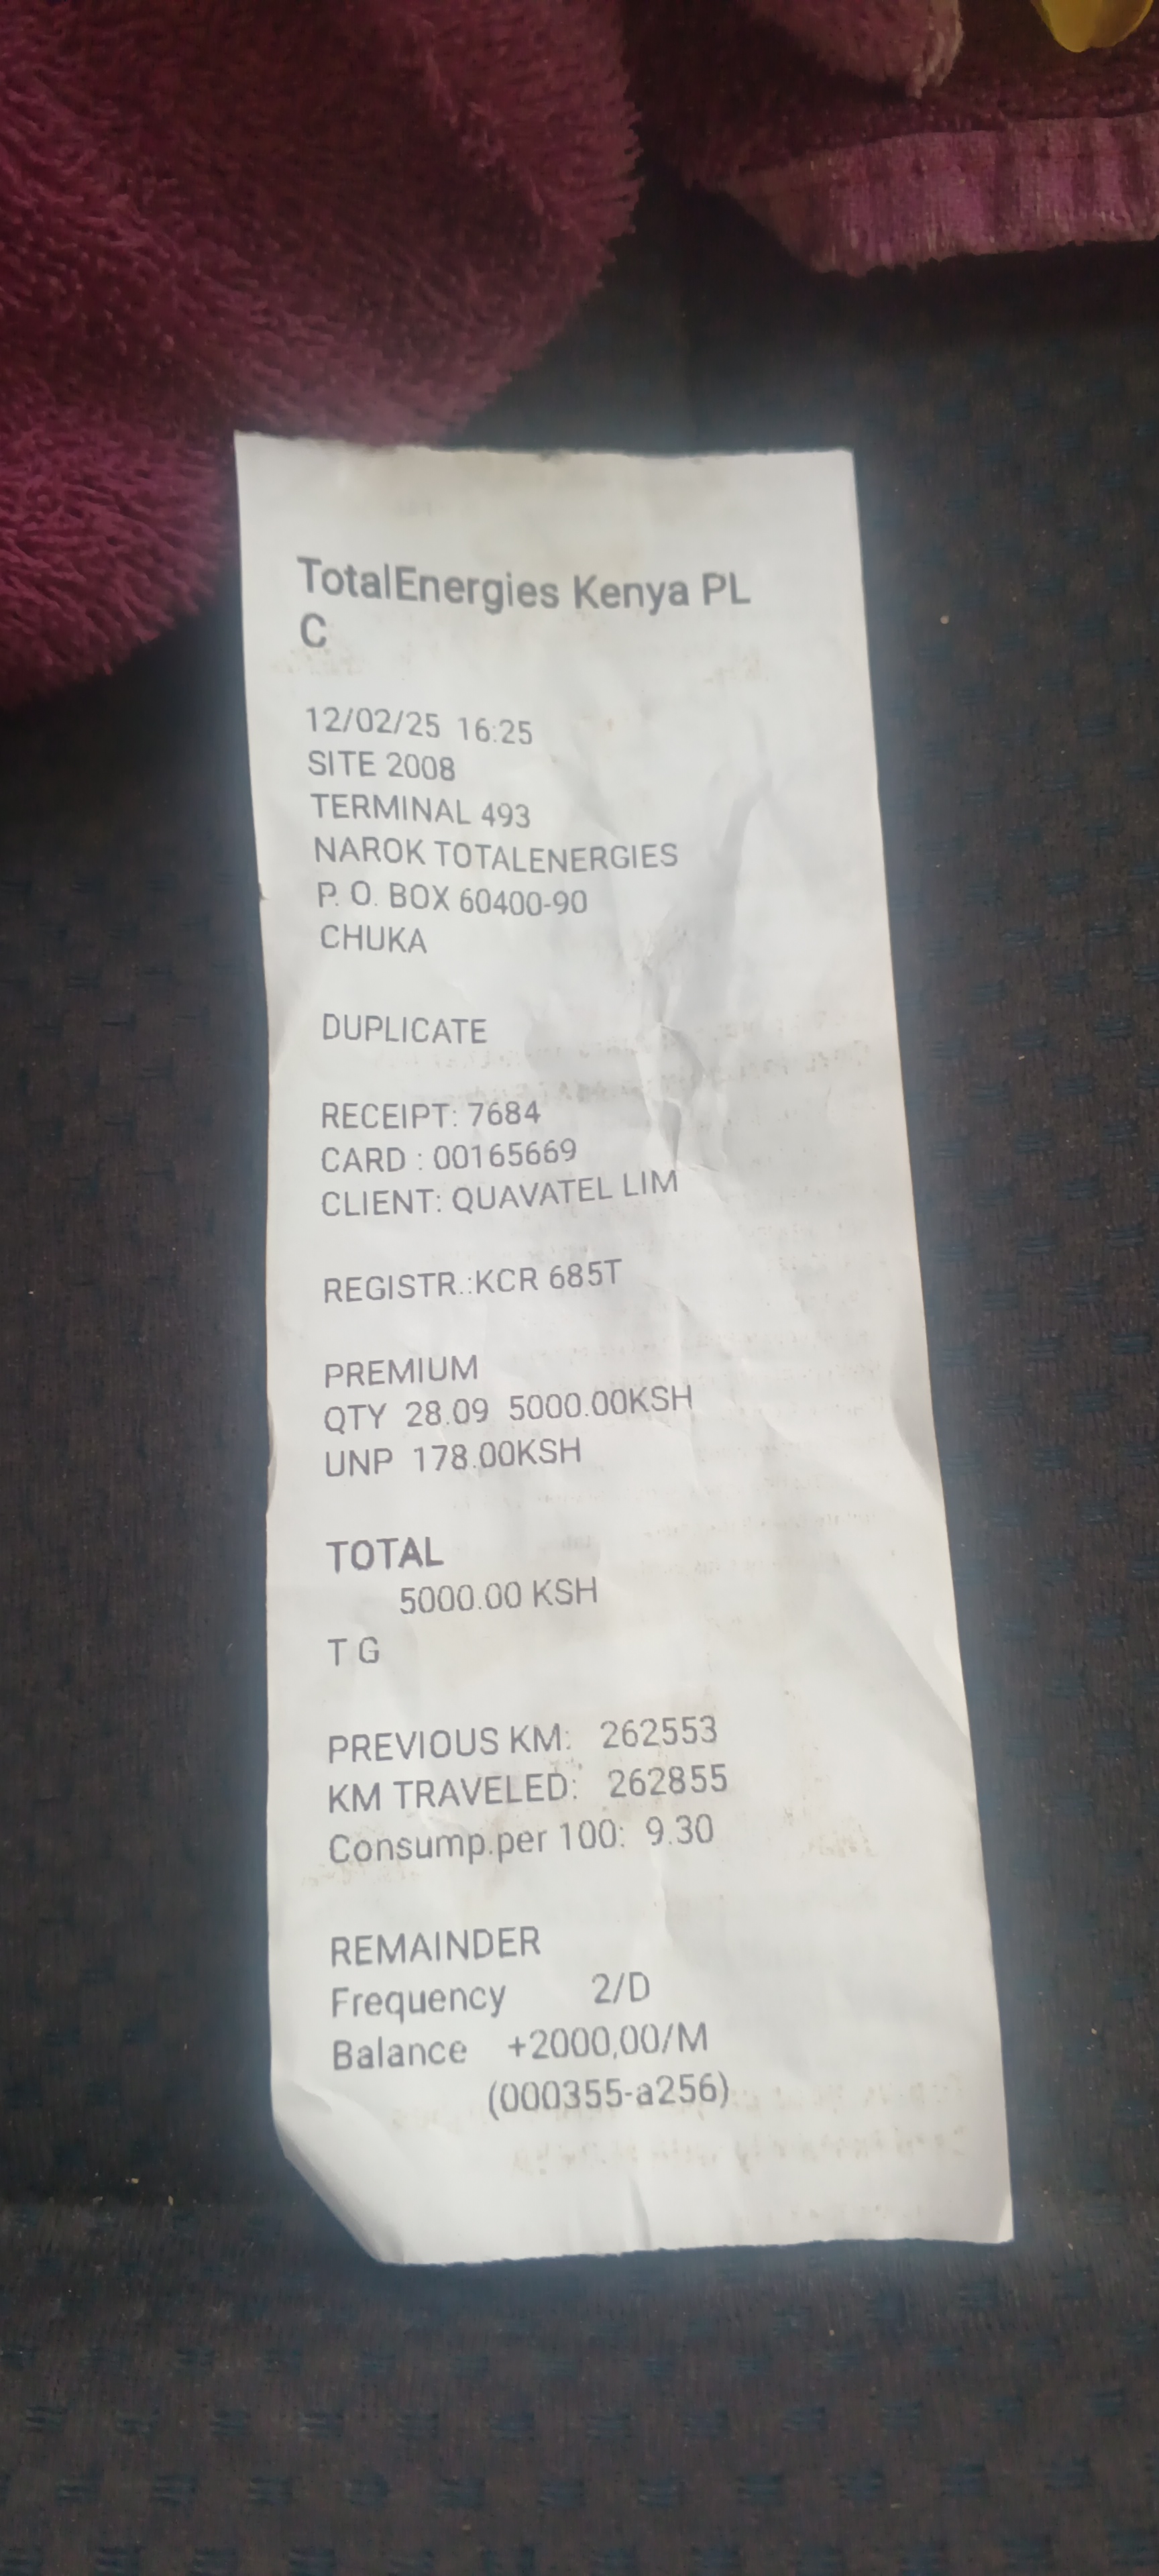 TotalEnergies Kenya PL
C
12/02/25 16:25
SITE 2008
TERMINAL 493
NAROK TOTALENERGIES
P. O. BOX 60400-90
CHUKA
DUPLICATE
RECEIPT: 7684
CARD : 00165669
CLIENT: QUAVATEL LIM
REGISTR.:KCR 685T
PREMIUM
QTY 28.09 5000.00KSH
UNP 178.00KSH
TOTAL
5000.00 KSH
T G
PREVIOUS KM: 262553
KM TRAVELED: 262855
Consump.per 100: 9.30
REMAINDER
Frequency 2/D
Balance +2000,00/M
(000355-a256)